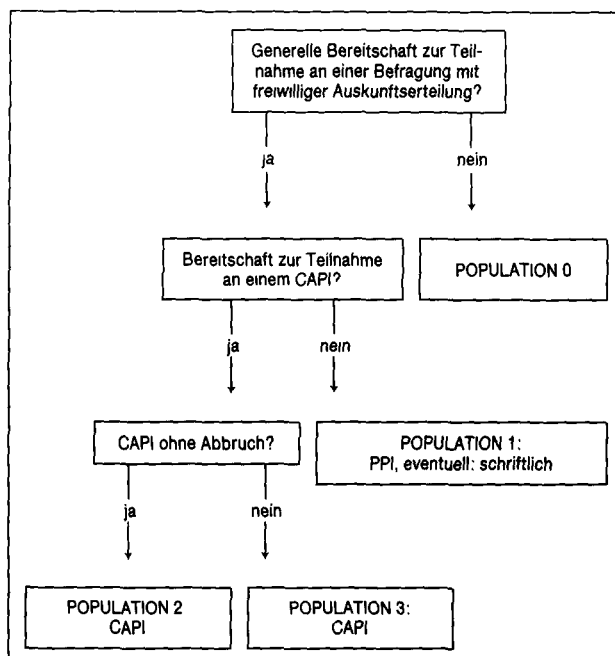 Generelle Bereitschaft zur Teil-
nahme an einer Befragung mit
freiwilliger Auskunftserteilung?
ja
nein
Bereitschaft zur Teilnahme
an einem CAPI?
POPULATION 0
ja
nein
CAPI ohne Abbruch?
POPULATION 1:
PPI, eventuell: schriftlich
ja
nein
POPULATION 2
CAPI
POPULATION 3:
CAPI